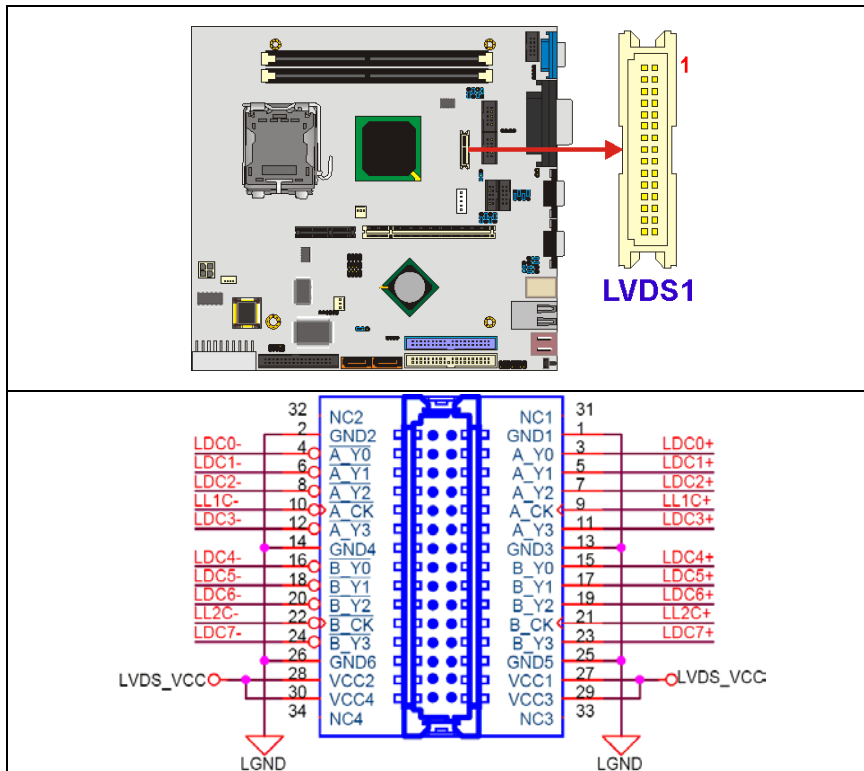 1
LVDS1
32 NC2 NC1 31
2 GND2 GND1 1
LDC0- 4 A_Y0 A_Y0 3 LDC0+
LDC1- 6 A_Y1 A_Y1 5 LDC1+
LDC2- 8 A_Y2 A_Y2 7 LDC2+
LL1C- 10 A_CK A_CK 9 LL1C+
LDC3- 12 A_Y3 A_Y3 11 LDC3+
14 GND4 GND3 13
LDC4- 16 B_Y0 B_Y0 15 LDC4+
LDC5- 18 B_Y1 B_Y1 17 LDC5+
LDC6- 20 B_Y2 B_Y2 19 LDC6+
LL2C- 22 B_CK B_CK 21 LL2C+
LDC7- 24 B_Y3 B_Y3 23 LDC7+
26 GND6 GND5 25
LVDS_VCC 28 VCC2 VCC1 27 LVDS_VCC
30 VCC4 VCC3 29
34 NC4 NC3 33
LGND LGND